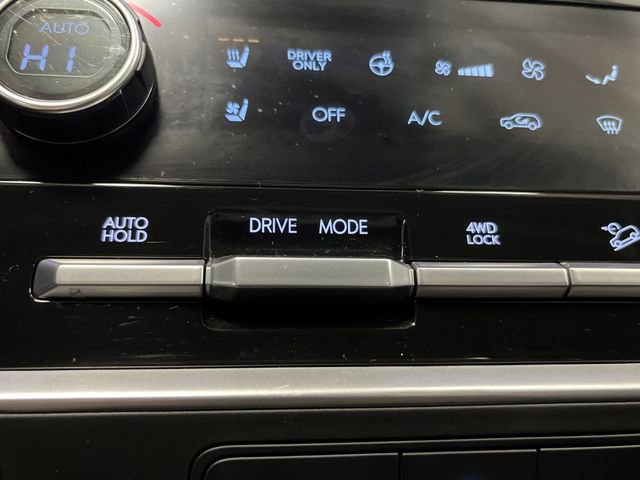 AUTO
HI
DRIVER
ONLY
OFF
A/C
AUTO
HOLD
DRIVE MODE
4WD
LOCK